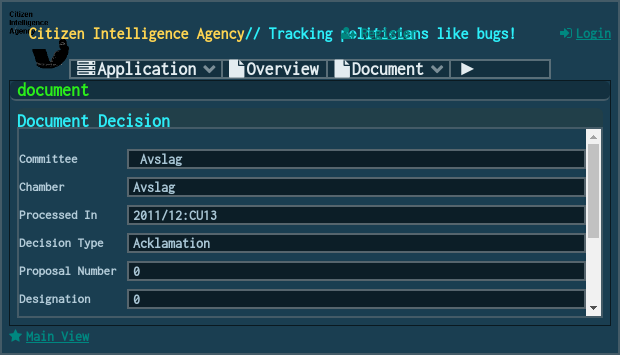 Citizen
Intelligence
Agency
Citizen Intelligence Agency// Tracking politicians like bugs!
Register
Login
Application
Overview
Document
document
Document Decision
Committee Avslag
Chamber Avslag
Processed In 2011/12:CU13
Decision Type Acklamation
Proposal Number 0
Designation 0
Main View